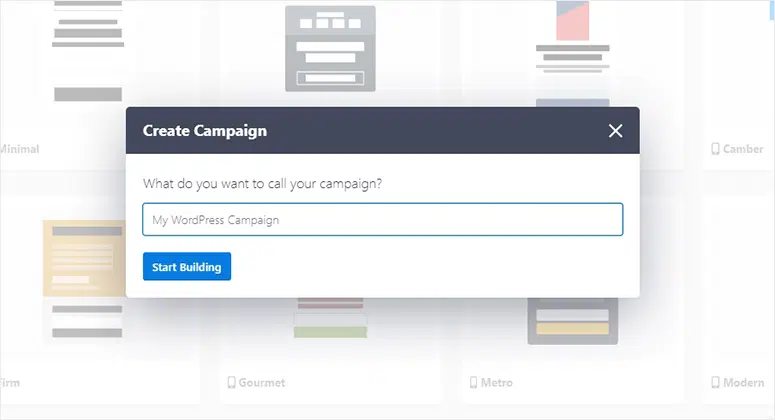 Create Campaign
What do you want to call your campaign?
My WordPress Campaign
Start Building
Minimal
Camber
Firm
Gourmet
Metro
Modern